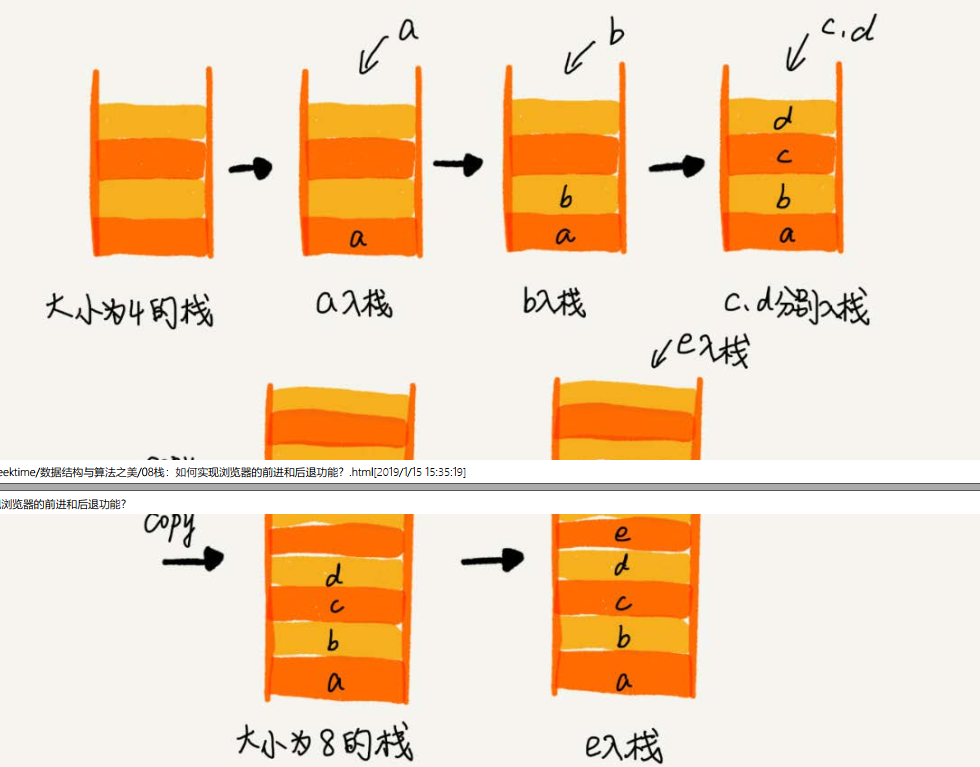 a
b
c.d
d
c
b
b
b
a
a
a
大小为4的栈
a入栈
b入栈
c.d分别入栈
e入栈
eektime/数据结构与算法之美/08栈：如何实现浏览器的前进和后退功能？.html[2019/1/15 15:35:19]
浏览器的前进和后退功能?
copy
e
d
d
c
c
b
b
a
a
大小为8的栈
e入栈